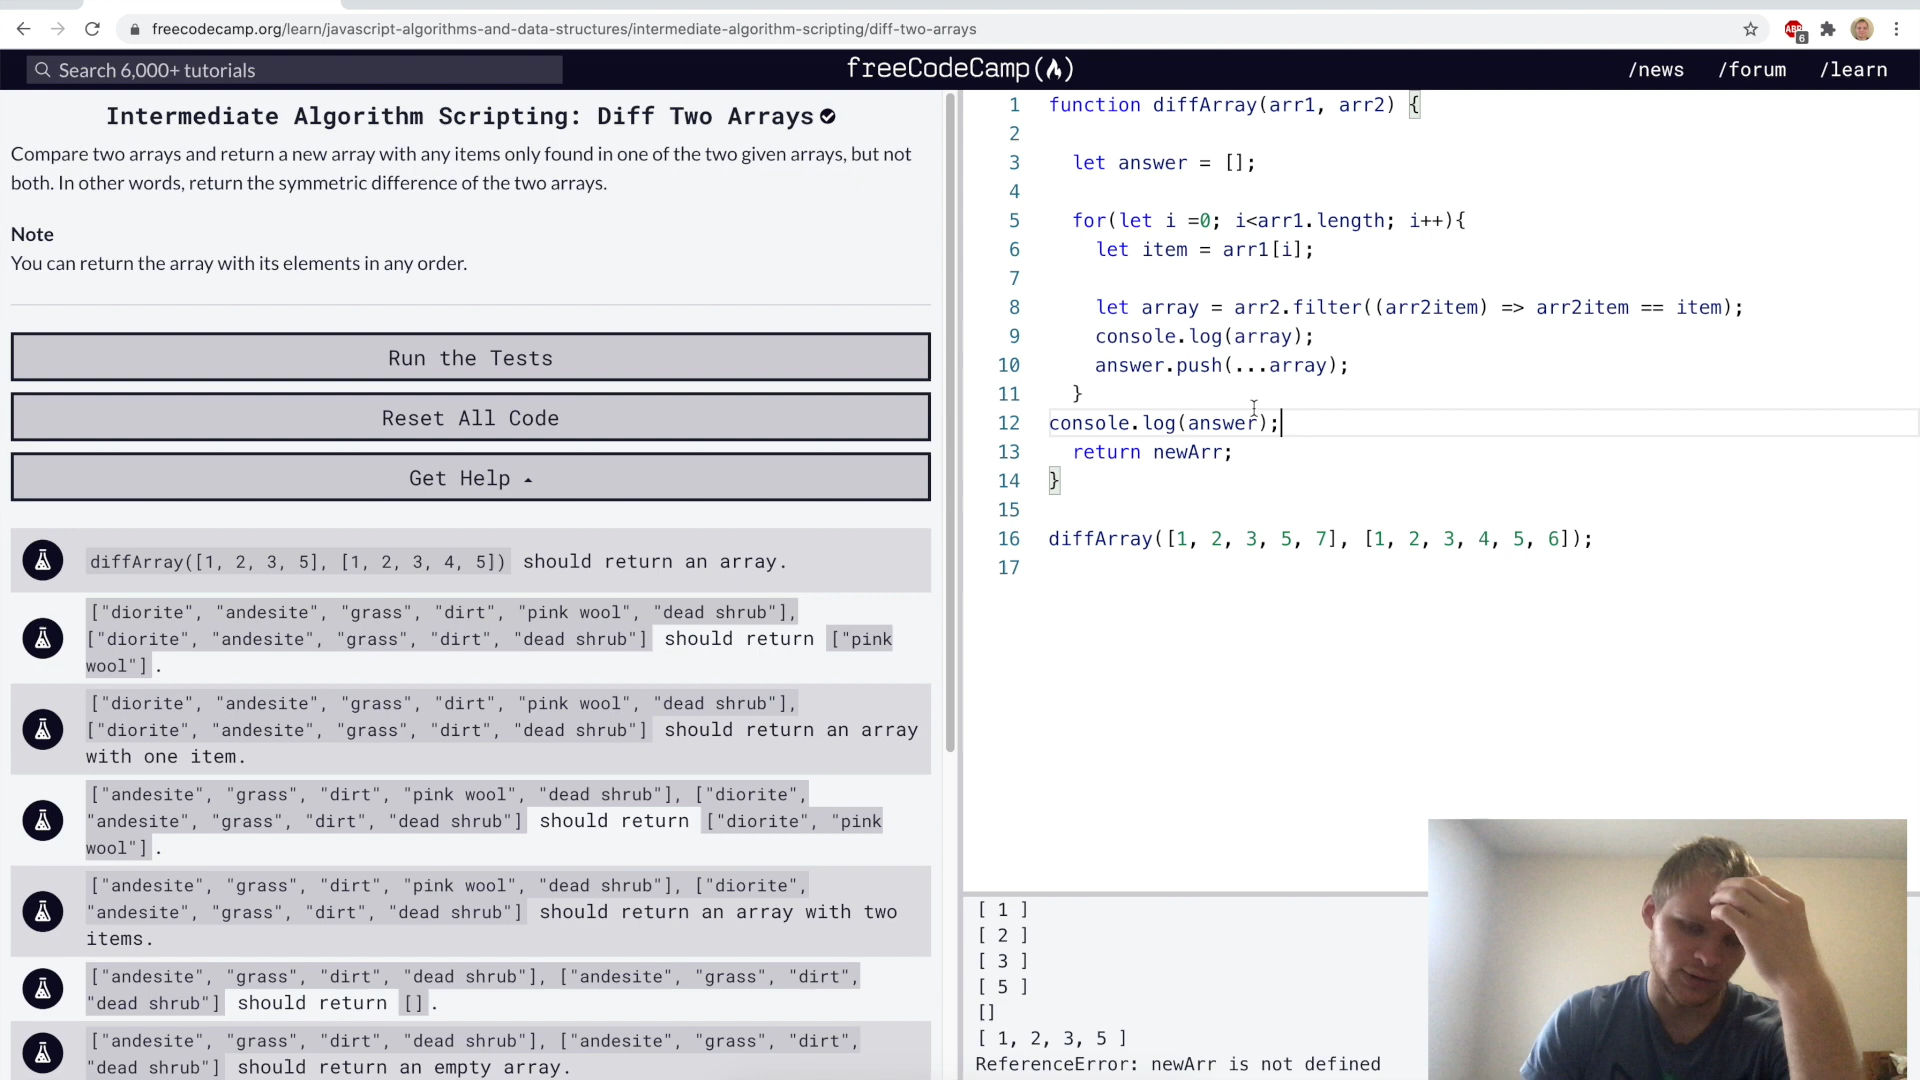 freecodecamp.org/learn/javascript-algorithms-and-data-structures/intermediate-algorithm-scripting/diff-two-arrays
6
Search 6,000+ tutorials
freeCodeCamp
/news
/forum
/learn
Intermediate Algorithm Scripting: Diff Two Arrays
Compare two arrays and return a new array with any items only found in one of the two given arrays, but not
both. In other words, return the symmetric difference of the two arrays.
Note
You can return the array with its elements in any order.
Run the Tests
Reset All Code
Get Help
diffArray([1, 2, 3, 5], [1, 2, 3, 4, 5]) should return an array.
["diorite", "andesite", "grass", "dirt", "pink wool", "dead shrub"],
["diorite", "andesite", "grass", "dirt", "dead shrub"] should return ["pink
wool"].
["diorite", "andesite", "grass", "dirt", "pink wool", "dead shrub"],
["diorite", "andesite", "grass", "dirt", "dead shrub"] should return an array
with one item.
["andesite", "grass", "dirt", "pink wool", "dead shrub"], ["diorite",
"andesite", "grass", "dirt", "dead shrub"] should return ["diorite", "pink
wool"].
["andesite", "grass", "dirt", "pink wool", "dead shrub"], ["diorite",
"andesite", "grass", "dirt", "dead shrub"] should return an array with two
items.
["andesite", "grass", "dirt", "dead shrub"], ["andesite", "grass", "dirt",
"dead shrub"] should return [].
["andesite", "grass", "dirt", "dead shrub"], ["andesite", "grass", "dirt",
"dead shrub"] should return an empty array.
1 function diffArray(arr1, arr2) {
2
3 let answer = [];
4
5 for(let i =0; i<arr1.length; i++){
6 let item = arr1[i];
7
8 let array = arr2.filter((arr2item) => arr2item == item);
9 console.log(array);
10 answer.push(...array);
11 }
12 console.log(answer);
13 return newArr;
14 }
15
16 diffArray([1, 2, 3, 5, 7], [1, 2, 3, 4, 5, 6]);
17
[ 1 ]
[ 2 ]
[ 3 ]
[ 5 ]
[]
[ 1, 2, 3, 5 ]
ReferenceError: newArr is not defined